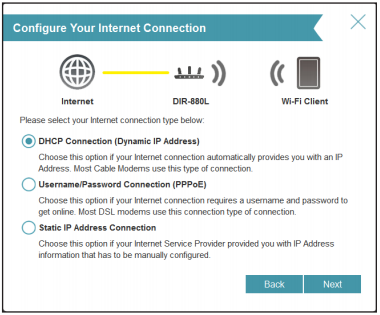 Configure Your Internet Connection
Internet
DIR-880L
Wi-Fi Client
Please select your Internet connection type below:
DHCP Connection (Dynamic IP Address)
Choose this option if your Internet connection automatically provides you with an IP
Address. Most Cable Modems use this type of connection.
Username/Password Connection (PPPoE)
Choose this option if your Internet connection requires a username and password to
get online. Most DSL modems use this connection type of connection.
Static IP Address Connection
Choose this option if your Internet Service Provider provided you with IP Address
information that has to be manually configured.
Back
Next